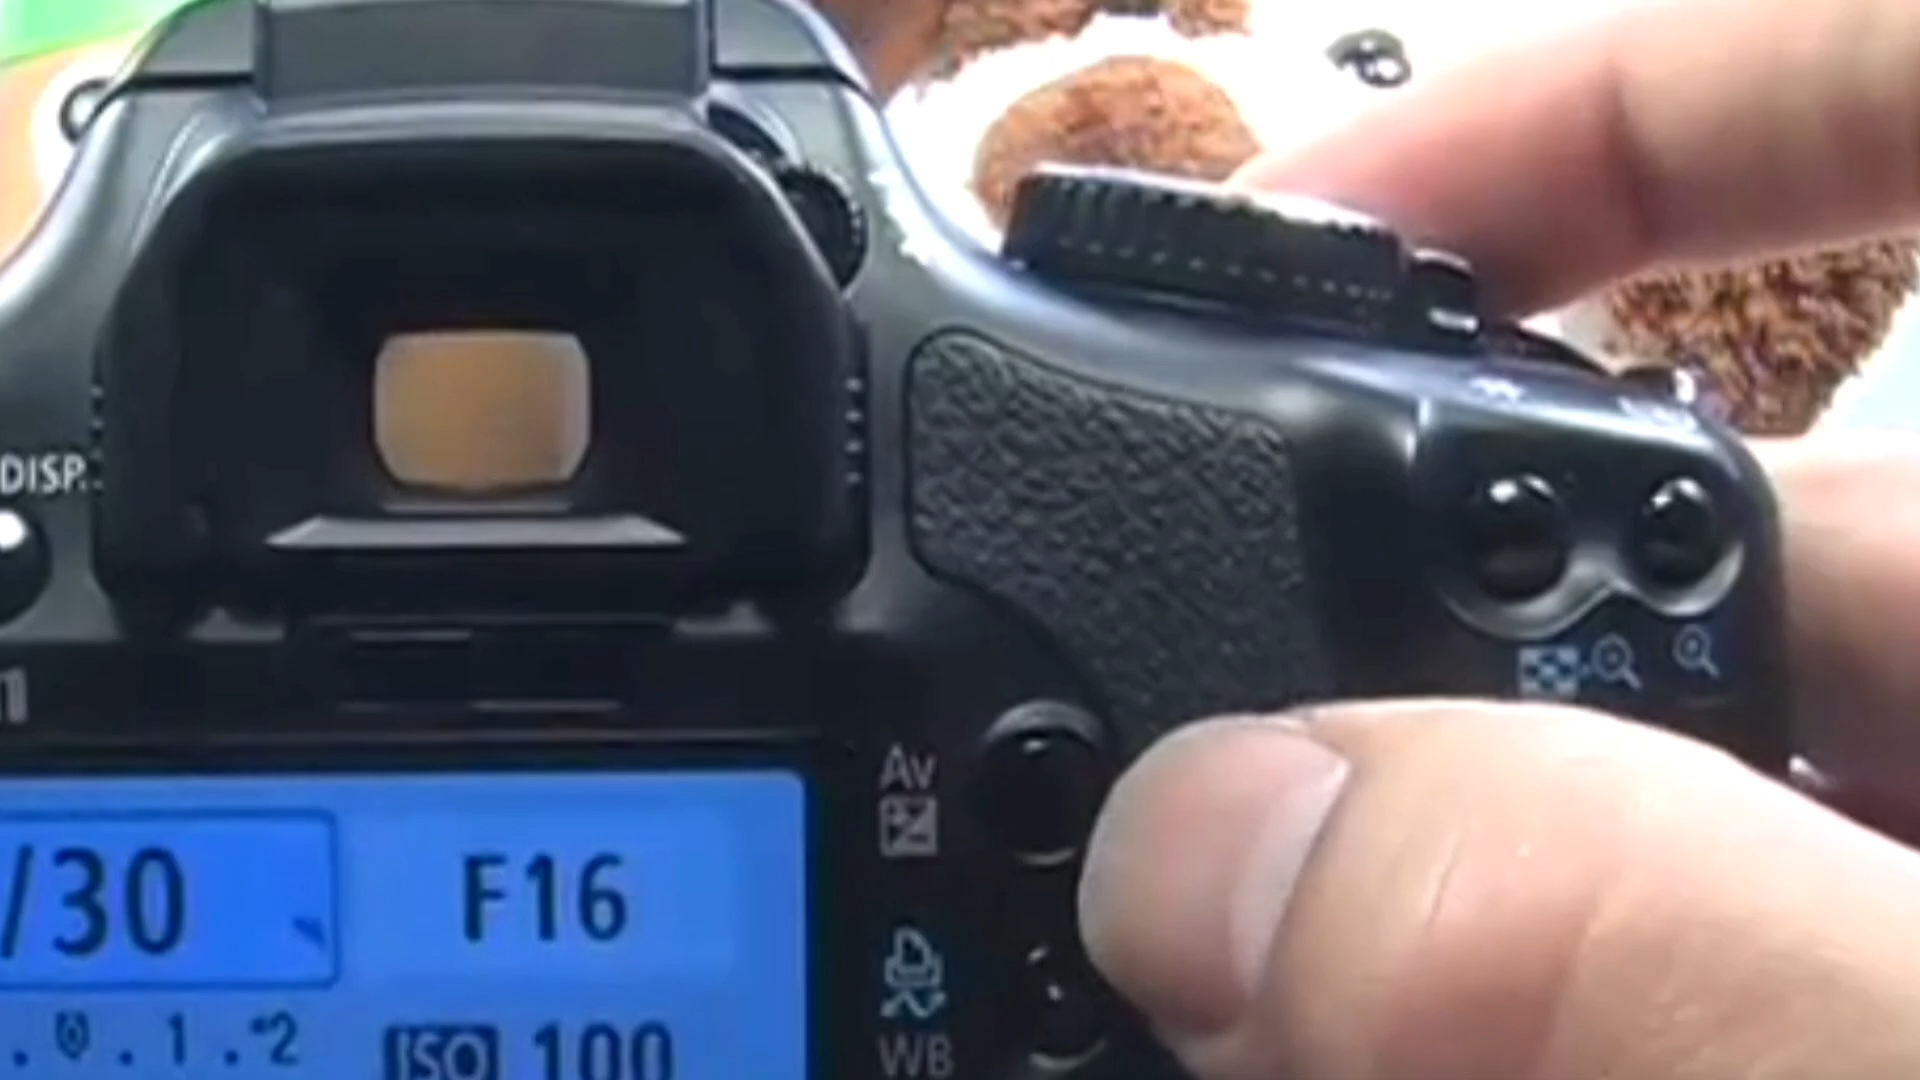 DISP.
Av
/30 F16
. 0 . 1 . +2
ISO 100
WB